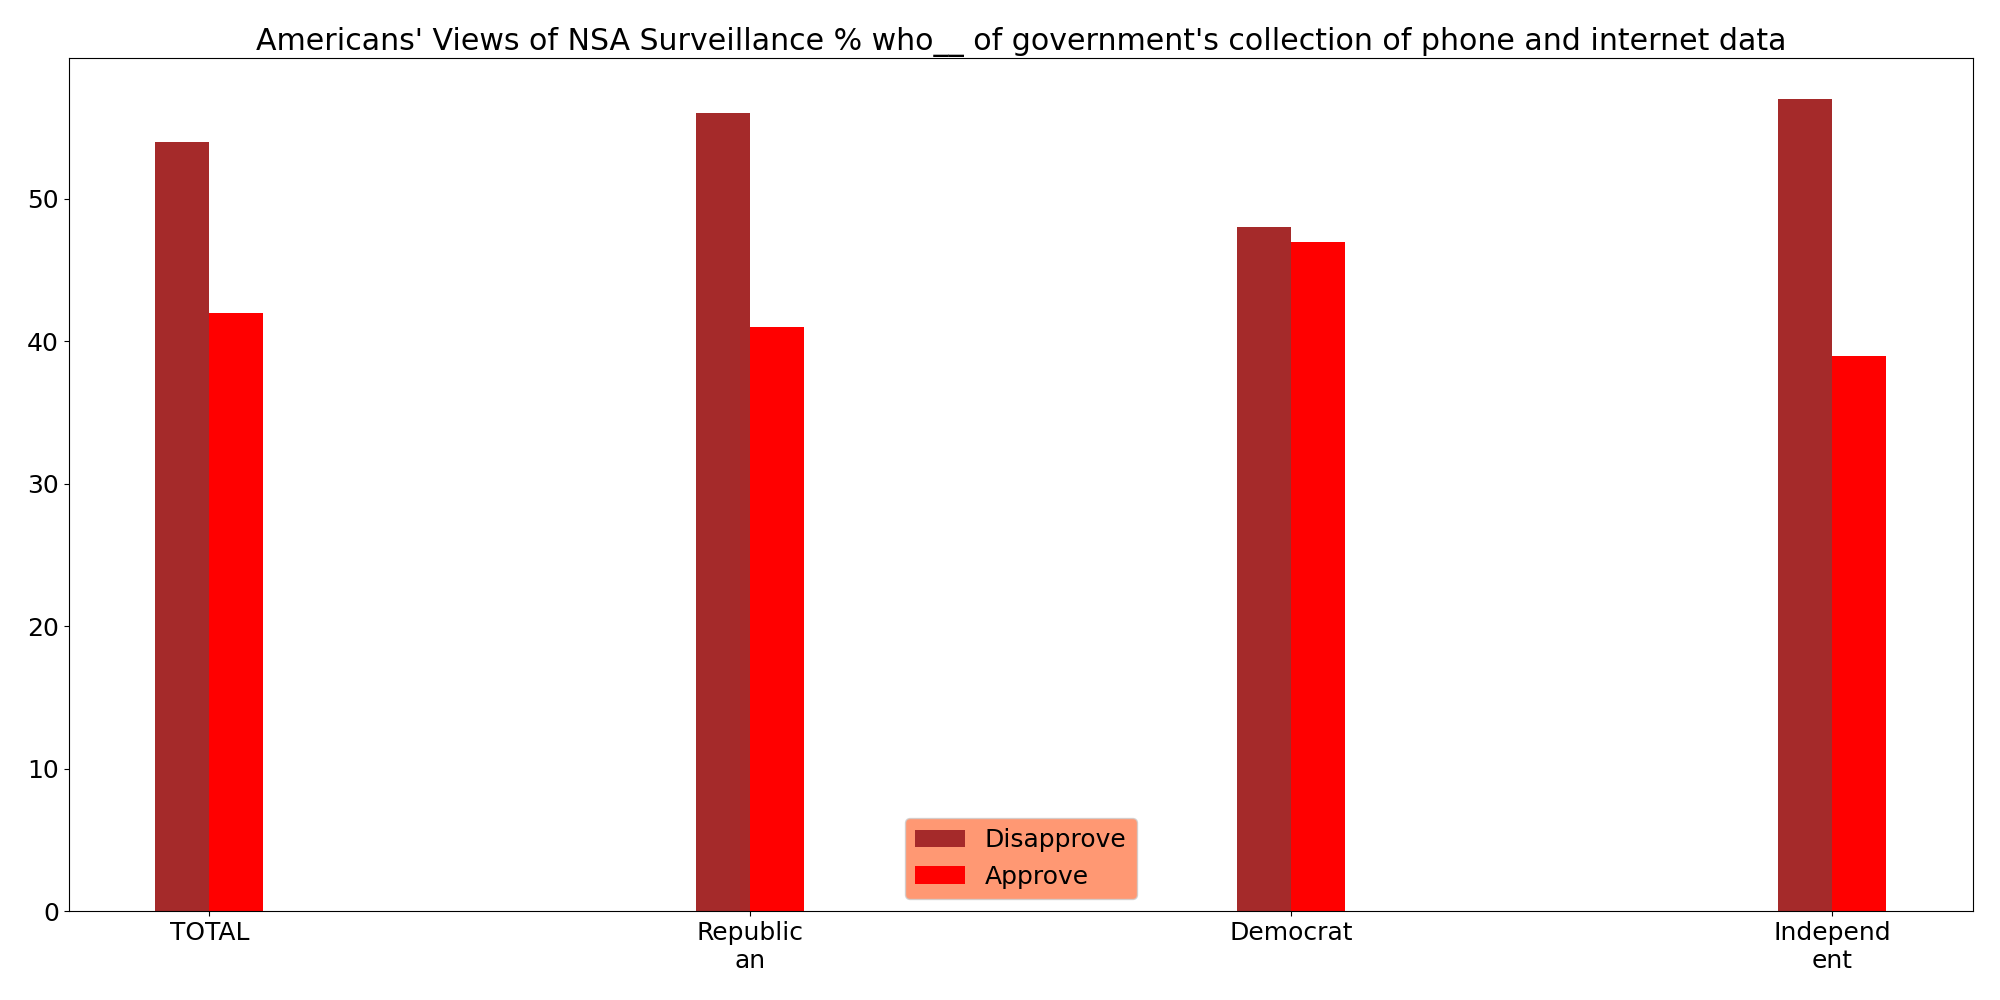 Americans' Views of NSA Surveillance % who__ of government's collection of phone and internet data
50
40
30
20
10
0
Disapprove
Approve
TOTAL
Republic
an
Democrat
Independ
ent